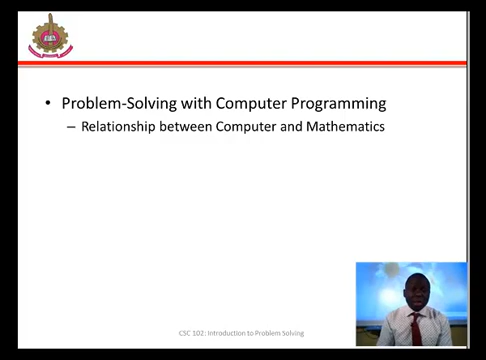 • Problem-Solving with Computer Programming
– Relationship between Computer and Mathematics
CSC 102: Introduction to Problem Solving